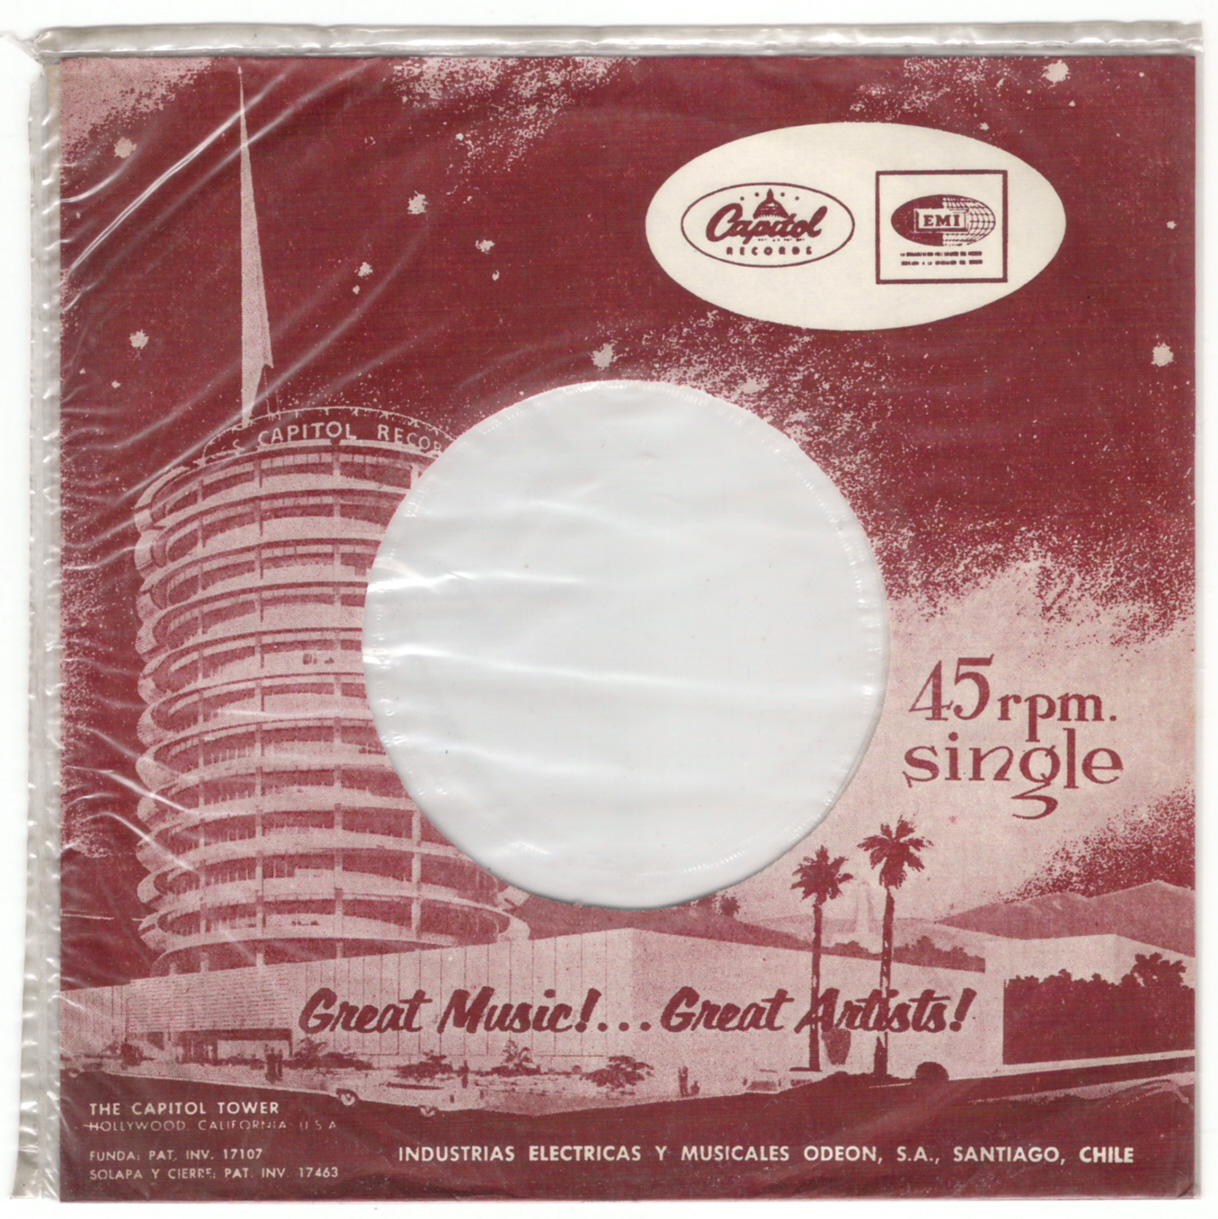 Capitol
RECORDS
EMI
CAPITOL RECOR
45 rpm.
single
Great Music!...Great Artists!
THE CAPITOL TOWER
HOLLYWOOD, CALIFORNIA U S A
FUNDA: PAT. INV. 17107
SOLAPA Y CIERRE: PAT. INV 17463
INDUSTRIAS ELECTRICAS Y MUSICALES ODEON, S.A., SANTIAGO, CHILE